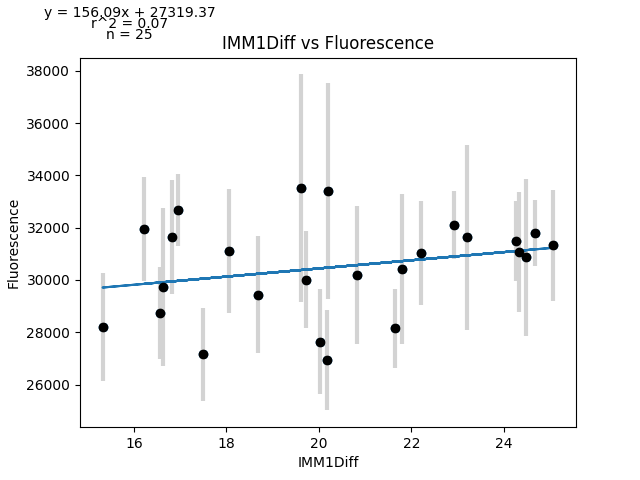 y = 156.09x + 27319.37
r^2 = 0.07
n = 25
IMM1Diff vs Fluorescence
38000
36000
34000
32000
30000
28000
26000
Fluorescence
16 18 20 22 24
IMM1Diff